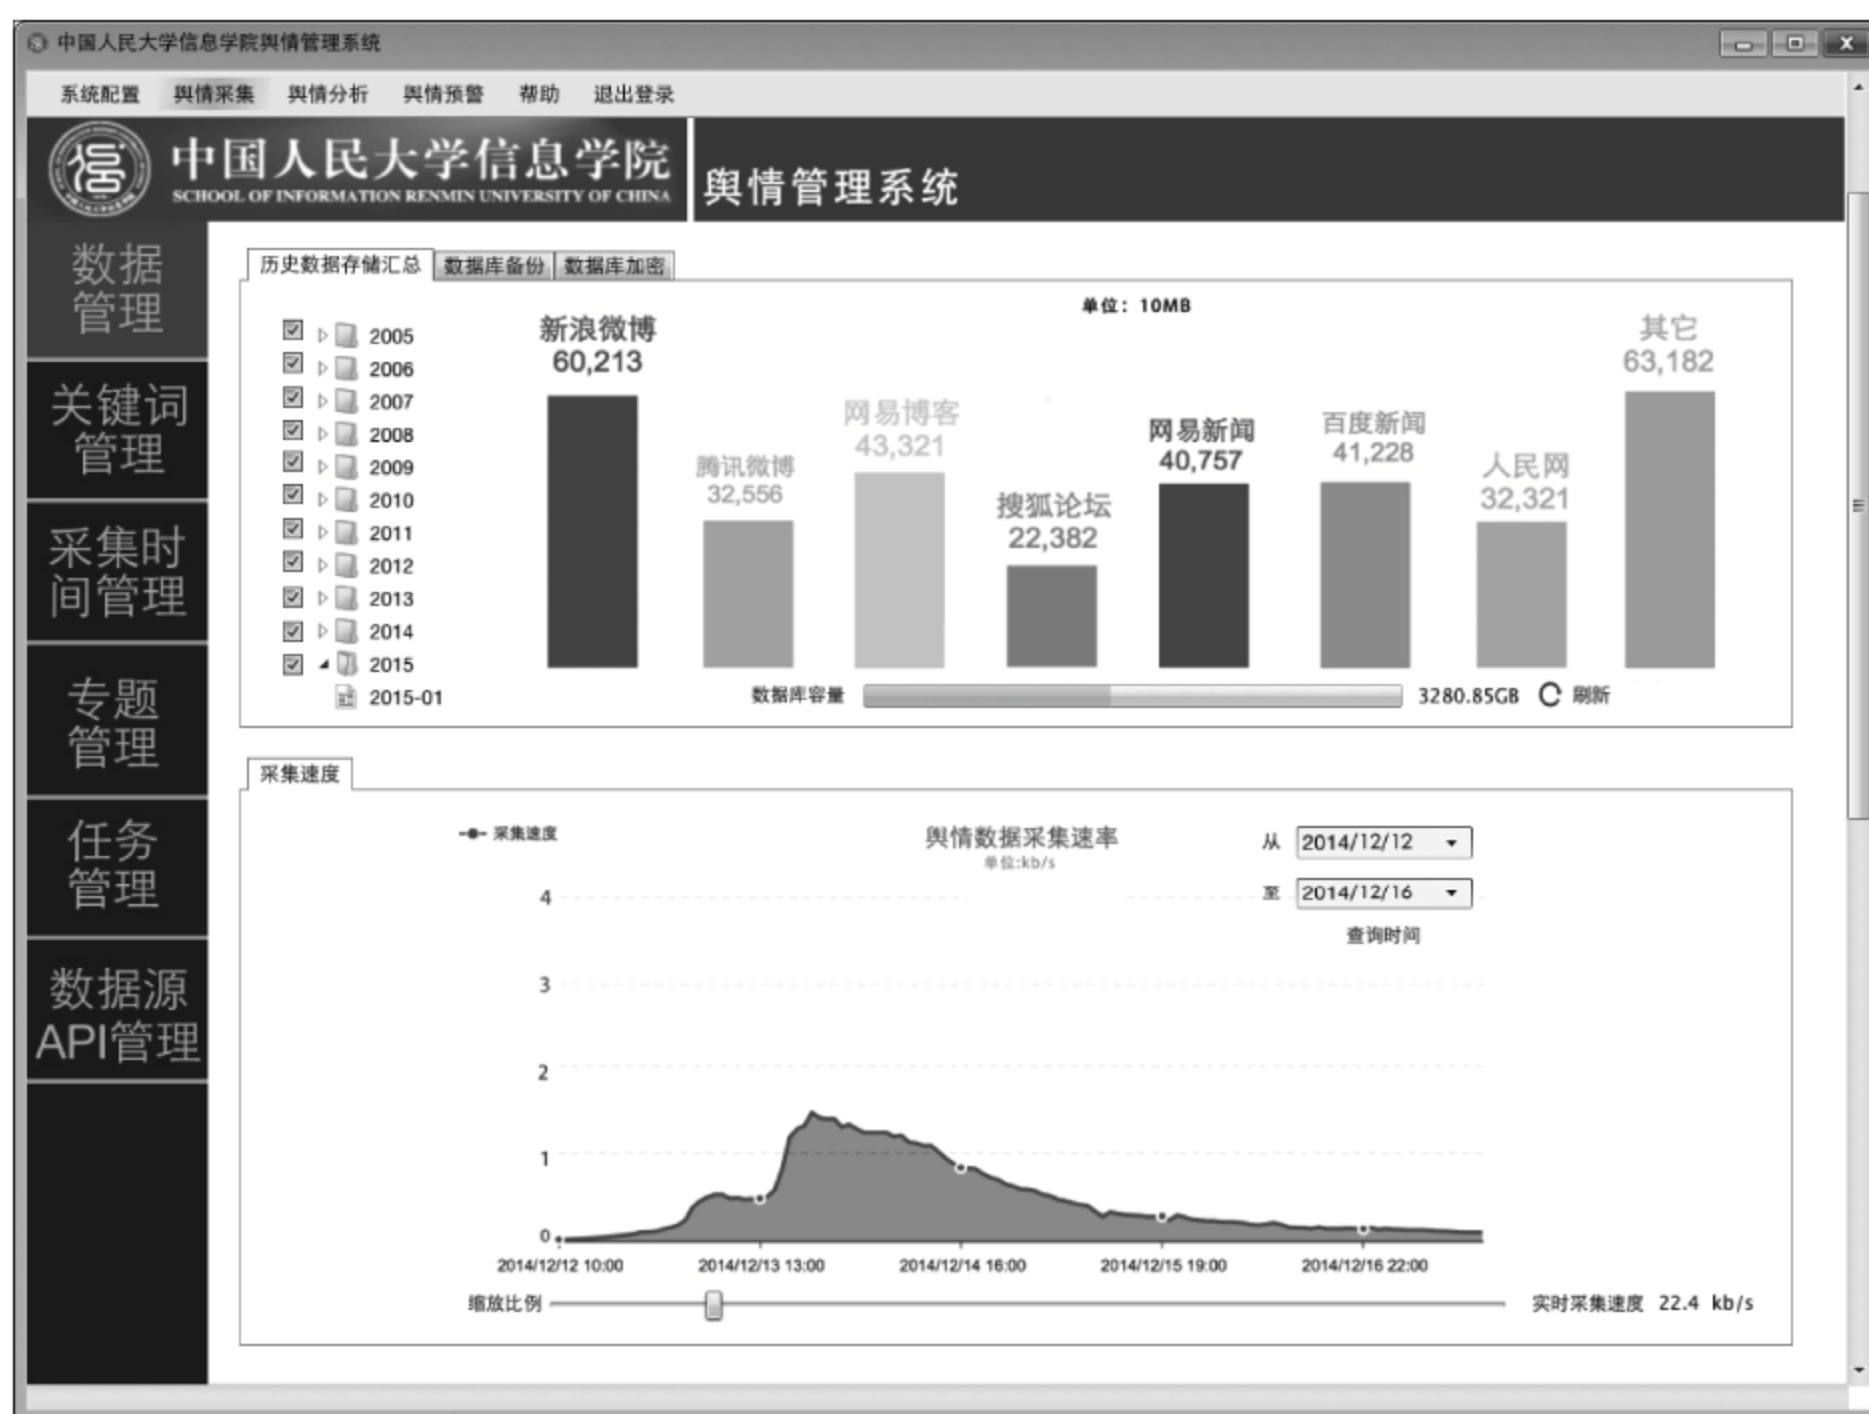 中国人民大学信息学院舆情管理系统
系统配置 舆情采集 舆情分析 舆情预警 帮助 退出登录
中国人民大学信息学院
SCHOOL OF INFORMATION RENMIN UNIVERSITY OF CHINA
舆情管理系统
数据
管理
关键词
管理
采集时
间管理
专题
管理
任务
管理
数据源
API管理
历史数据存储汇总 数据库备份 数据库加密
2005
2006
2007
2008
2009
2010
2011
2012
2013
2014
2015
2015-01
单位：10MB
新浪微博
60,213
腾讯微博
32,556
网易博客
43,321
搜狐论坛
22,382
网易新闻
40,757
百度新闻
41,228
人民网
32,321
其它
63,182
数据库容量 3280.85GB 刷新
采集速度
采集速度
舆情数据采集速率
单位:kb/s
从 2014/12/12
至 2014/12/16
查询时间
4
3
2
1
0
2014/12/12 10:00 2014/12/13 13:00 2014/12/14 16:00 2014/12/15 19:00 2014/12/16 22:00
缩放比例 实时采集速度 22.4 kb/s